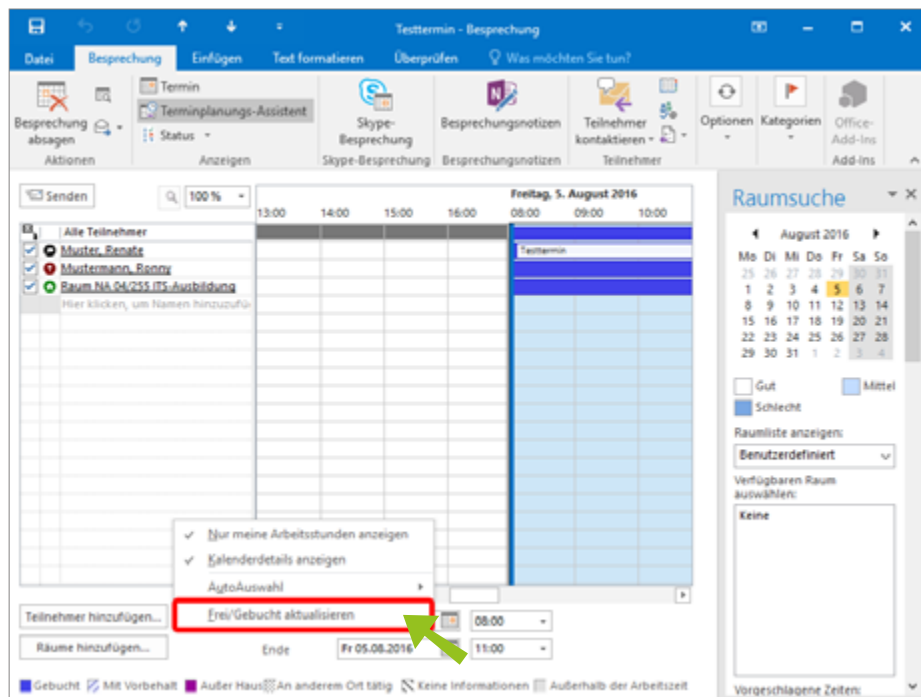 Testtermin - Besprechung
Datei Besprechung Einfügen Text formatieren Überprüfen Was möchten Sie tun?
Besprechung absagen
Termin
Terminplanungs-Assistent
Status
Skype-Besprechung
Besprechungsnotizen
Teilnehmer kontaktieren
Optionen
Kategorien
Office-Add-Ins
Aktionen Anzeigen Skype-Besprechung Besprechungsnotizen Teilnehmer Add-Ins
Senden 100 %
Freitag, 5. August 2016
13:00 14:00 15:00 16:00 08:00 09:00 10:00
Alle Teilnehmer
Muster, Renate
Testtermin
Mustermann, Ronny
Raum NA 04/255 ITS-Ausbildung
Hier klicken, um Namen hinzuzufü
Nur meine Arbeitsstunden anzeigen
Kalenderdetails anzeigen
AutoAuswahl
Frei/Gebucht aktualisieren
Teilnehmer hinzufügen...
08:00
Räume hinzufügen...
Ende Fr 05.08.2016 11:00
Gebucht Mit Vorbehalt Außer Haus An anderem Ort tätig Keine Informationen Außerhalb der Arbeitszeit
Raumsuche
August 2016
Mo Di Mi Do Fr Sa So
25 26 27 28 29 30 31
1 2 3 4 5 6 7
8 9 10 11 12 13 14
15 16 17 18 19 20 21
22 23 24 25 26 27 28
29 30 31 1 2 3 4
Gut Mittel
Schlecht
Raumliste anzeigen:
Benutzerdefiniert
Verfügbaren Raum
auswählen:
Keine
Vorgeschlagene Zeiten: